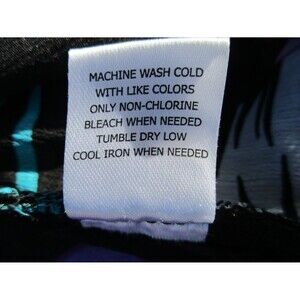 MACHINE WASH COLD
WITH LIKE COLORS
ONLY NON-CHLORINE
BLEACH WHEN NEEDED
TUMBLE DRY LOW
COOL IRON WHEN NEEDED